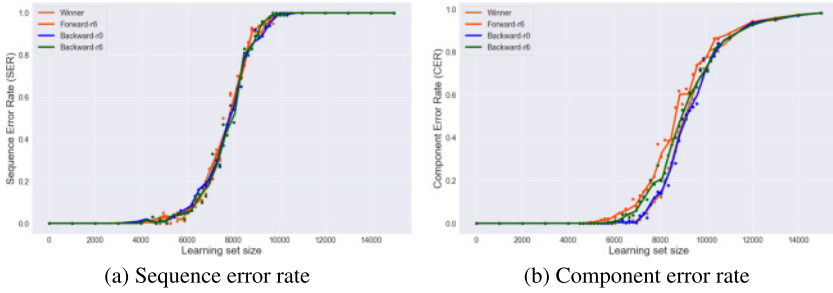 Winner
Forward-r6
Backward-r0
Backward-r6
Sequence Error Rate (SER)
1.0
0.8
0.6
0.4
0.2
0.0
0 2000 4000 6000 8000 10000 12000 14000
Learning set size
(a) Sequence error rate
Winner
Forward-r6
Backward-r0
Backward-r6
Component Error Rate (CER)
1.0
0.8
0.6
0.4
0.2
0.0
0 2000 4000 6000 8000 10000 12000 14000
Learning set size
(b) Component error rate